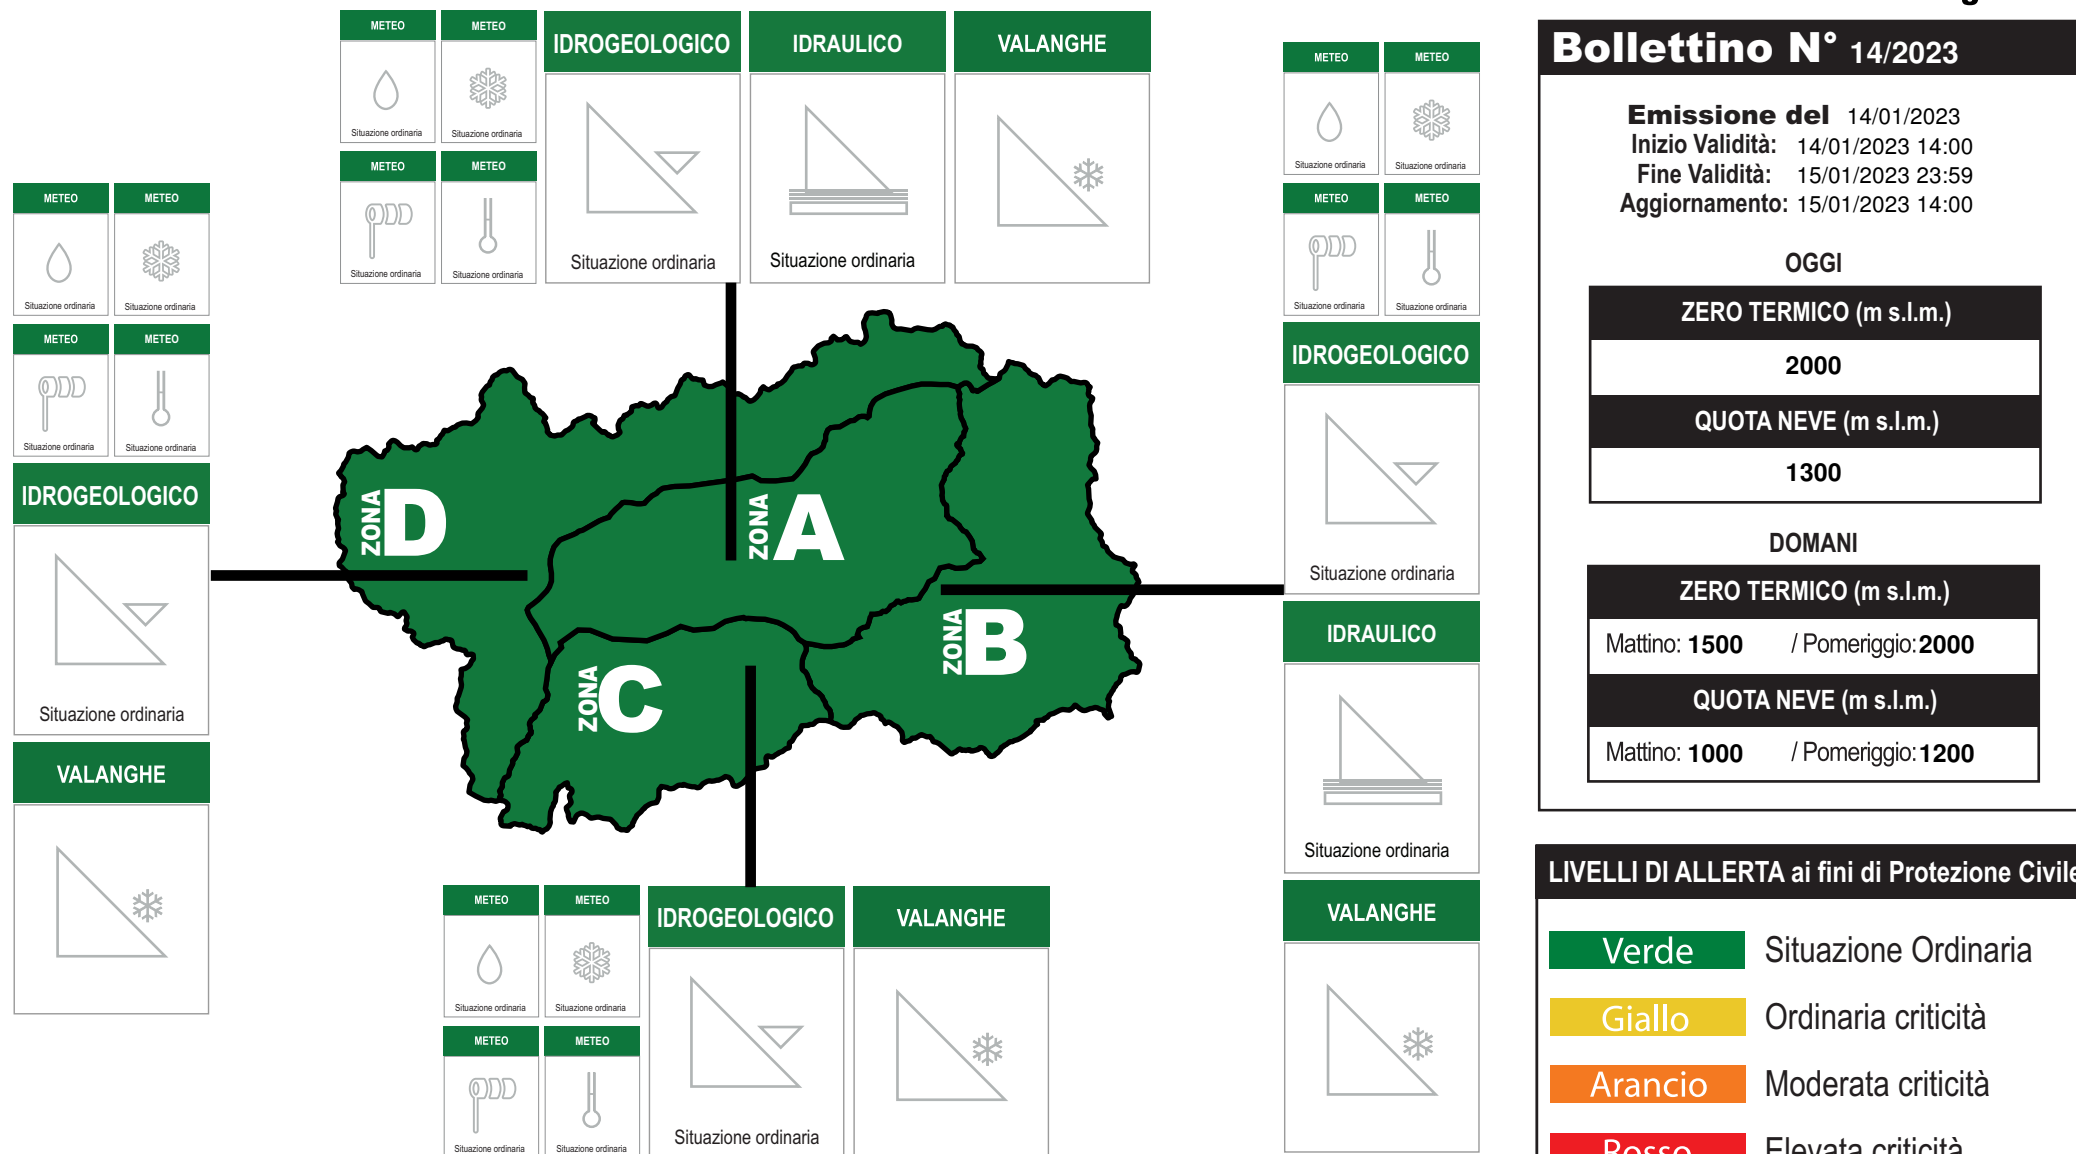 METEO
METEO
Situazione ordinaria
Situazione ordinaria
METEO
METEO
Situazione ordinaria
Situazione ordinaria
IDROGEOLOGICO
Situazione ordinaria
IDRAULICO
Situazione ordinaria
VALANGHE
METEO
METEO
Situazione ordinaria
Situazione ordinaria
METEO
METEO
Situazione ordinaria
Situazione ordinaria
IDROGEOLOGICO
Situazione ordinaria
VALANGHE
ZONA D
ZONA A
ZONA B
ZONA C
METEO
METEO
Situazione ordinaria
Situazione ordinaria
METEO
METEO
Situazione ordinaria
Situazione ordinaria
IDROGEOLOGICO
Situazione ordinaria
VALANGHE
METEO
METEO
Situazione ordinaria
Situazione ordinaria
METEO
METEO
Situazione ordinaria
Situazione ordinaria
IDROGEOLOGICO
Situazione ordinaria
IDRAULICO
Situazione ordinaria
VALANGHE
Bollettino N° 14/2023
Emissione del 14/01/2023
Inizio Validità: 14/01/2023 14:00
Fine Validità: 15/01/2023 23:59
Aggiornamento: 15/01/2023 14:00
OGGI
ZERO TERMICO (m s.l.m.)
2000
QUOTA NEVE (m s.l.m.)
1300
DOMANI
ZERO TERMICO (m s.l.m.)
Mattino: 1500 / Pomeriggio: 2000
QUOTA NEVE (m s.l.m.)
Mattino: 1000 / Pomeriggio: 1200
LIVELLI DI ALLERTA ai fini di Protezione Civile
Verde Situazione Ordinaria
Giallo Ordinaria criticità
Arancio Moderata criticità
Rosso Elevata criticità